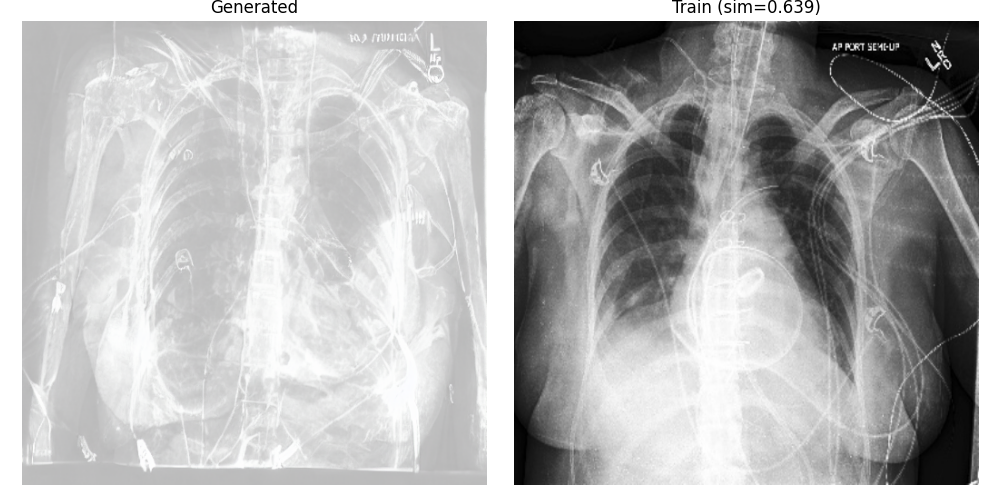 Generated
Train (sim=0.639)
L
AP PORT SEMI-UP
L